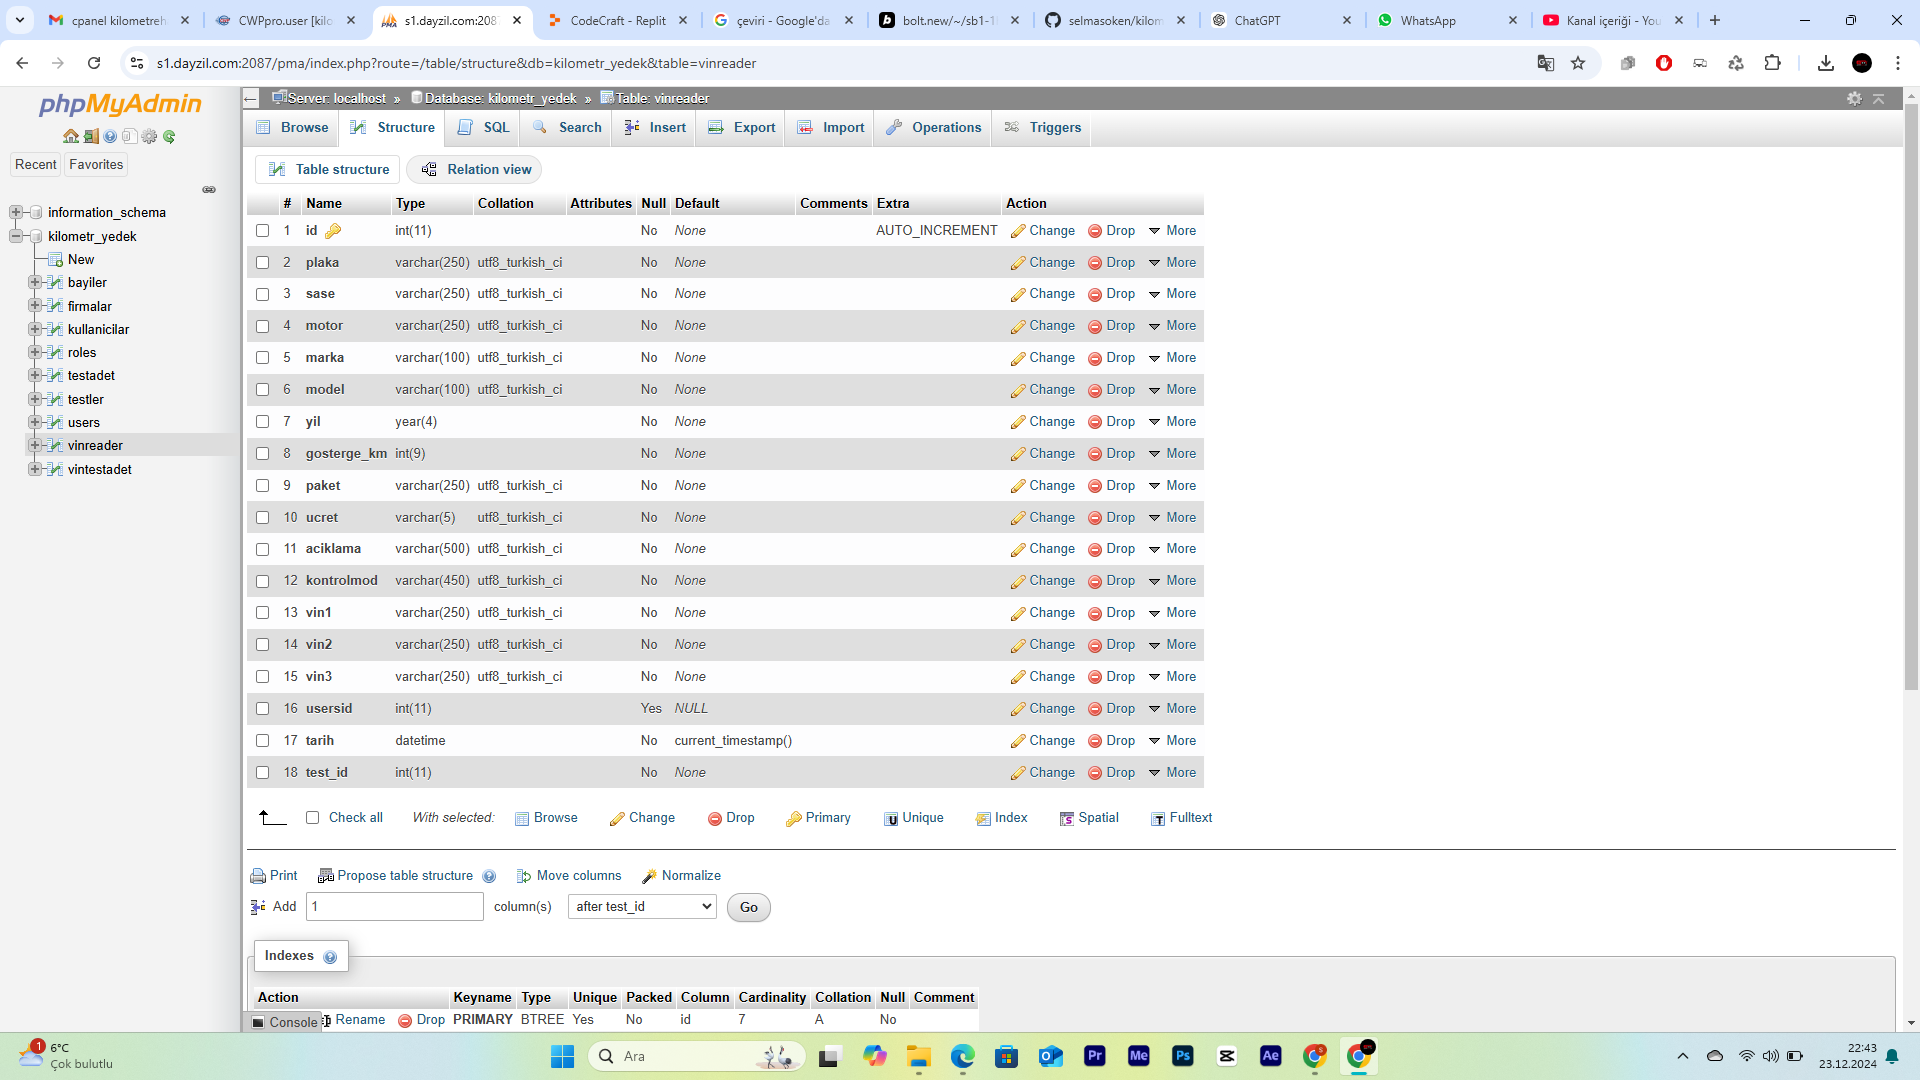 cpanel kilometreh
CWPpro.user [kilo
s1.dayzil.com:208
CodeCraft - Replit
çeviri - Google'da
bolt.new/~/sb1-1
selmasoken/kilom
ChatGPT
WhatsApp
Kanal içeriği - You
s1.dayzil.com:2087/pma/index.php?route=/table/structure&db=kilometr_yedek&table=vinreader
phpMyAdmin
Recent Favorites
information_schema
kilometr_yedek
New
bayiler
firmalar
kullanicilar
roles
testadet
testler
users
vinreader
vintestadet
Server: localhost » Database: kilometr_yedek » Table: vinreader
Browse Structure SQL Search Insert Export Import Operations Triggers
Table structure Relation view
# Name Type Collation Attributes Null Default Comments Extra Action
1 id int(11) No None AUTO_INCREMENT Change Drop More
2 plaka varchar(250) utf8_turkish_ci No None Change Drop More
3 sase varchar(250) utf8_turkish_ci No None Change Drop More
4 motor varchar(250) utf8_turkish_ci No None Change Drop More
5 marka varchar(100) utf8_turkish_ci No None Change Drop More
6 model varchar(100) utf8_turkish_ci No None Change Drop More
7 yil year(4) No None Change Drop More
8 gosterge_km int(9) No None Change Drop More
9 paket varchar(250) utf8_turkish_ci No None Change Drop More
10 ucret varchar(5) utf8_turkish_ci No None Change Drop More
11 aciklama varchar(500) utf8_turkish_ci No None Change Drop More
12 kontrolmod varchar(450) utf8_turkish_ci No None Change Drop More
13 vin1 varchar(250) utf8_turkish_ci No None Change Drop More
14 vin2 varchar(250) utf8_turkish_ci No None Change Drop More
15 vin3 varchar(250) utf8_turkish_ci No None Change Drop More
16 usersid int(11) Yes NULL Change Drop More
17 tarih datetime No current_timestamp() Change Drop More
18 test_id int(11) No None Change Drop More
Check all With selected: Browse Change Drop Primary Unique Index Spatial Fulltext
Print Propose table structure Move columns Normalize
Add 1 column(s) after test_id Go
Indexes
Action Keyname Type Unique Packed Column Cardinality Collation Null Comment
Console Rename Drop PRIMARY BTREE Yes No id 7 A No
1 6°C
Çok bulutlu
Ara
Pr Me Ps Ae
22:43
23.12.2024